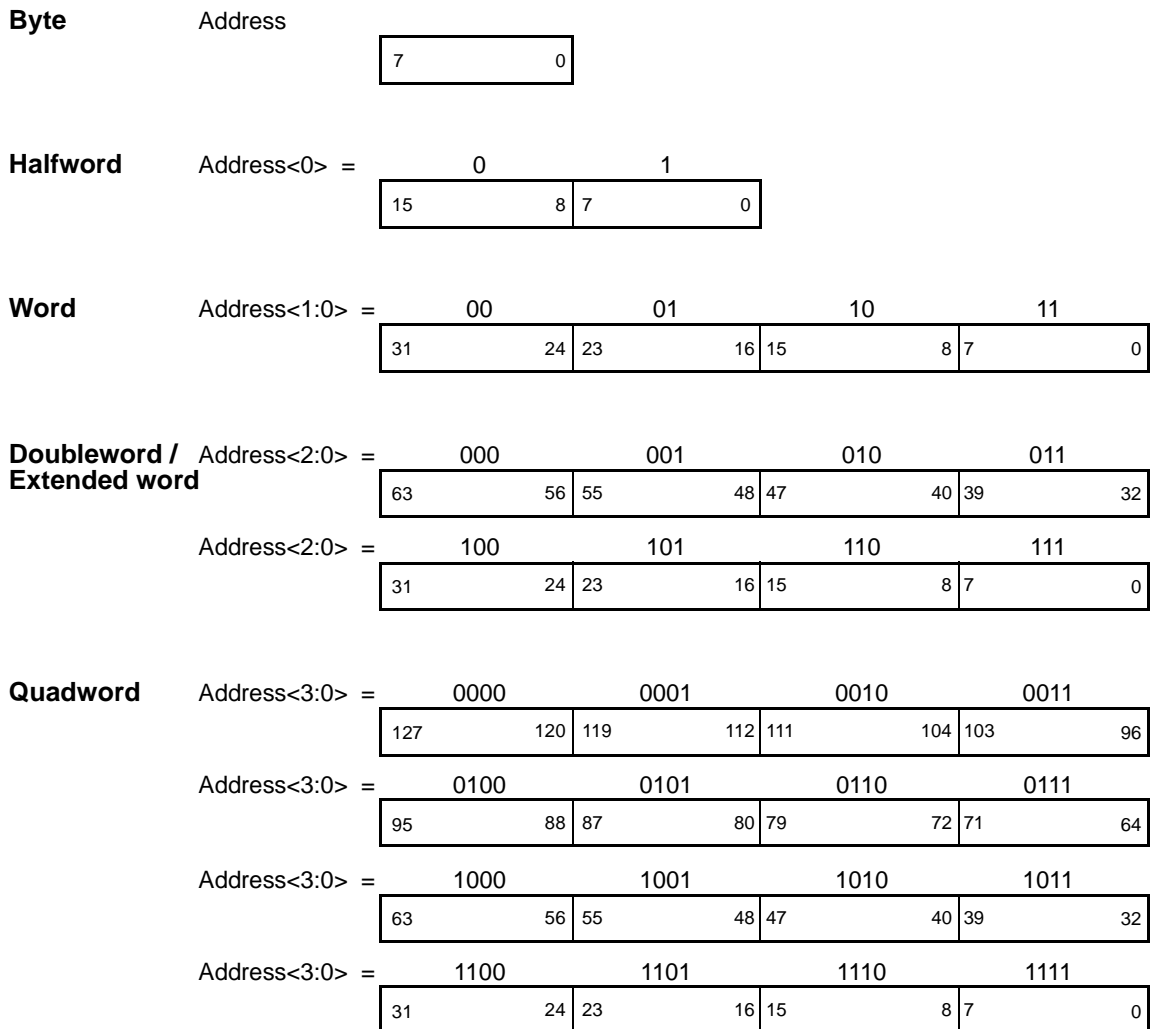 Byte Address
7 0
Halfword Address<0> = 0 1
15 8 7 0
Word Address<1:0> = 00 01 10 11
31 24 23 16 15 8 7 0
Doubleword / Address<2:0> = 000 001 010 011
Extended word
63 56 55 48 47 40 39 32
Address<2:0> = 100 101 110 111
31 24 23 16 15 8 7 0
Quadword Address<3:0> = 0000 0001 0010 0011
127 120 119 112 111 104 103 96
Address<3:0> = 0100 0101 0110 0111
95 88 87 80 79 72 71 64
Address<3:0> = 1000 1001 1010 1011
63 56 55 48 47 40 39 32
Address<3:0> = 1100 1101 1110 1111
31 24 23 16 15 8 7 0